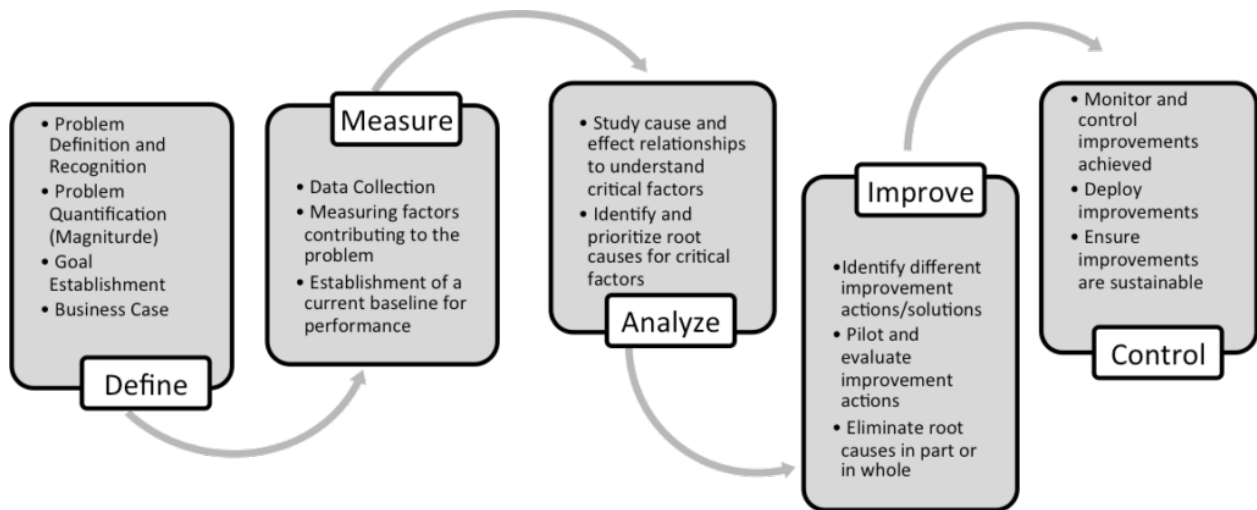 • Problem
Definition and
Recognition
• Problem
Quantification
(Magniturde)
• Goal
Establishment
• Business Case
Define
Measure
• Data Collection
• Measuring factors
contributing to the
problem
• Establishment of a
current baseline for
performance
• Study cause and
effect relationships
to understand
critical factors
• Identify and
prioritize root
causes for critical
factors
Analyze
Improve
•Identify different
improvement
actions/solutions
• Pilot and
evaluate
improvement
actions
• Eliminate root
causes in part or
in whole
• Monitor and
control
improvements
achieved
• Deploy
improvements
• Ensure
improvements
are sustainable
Control